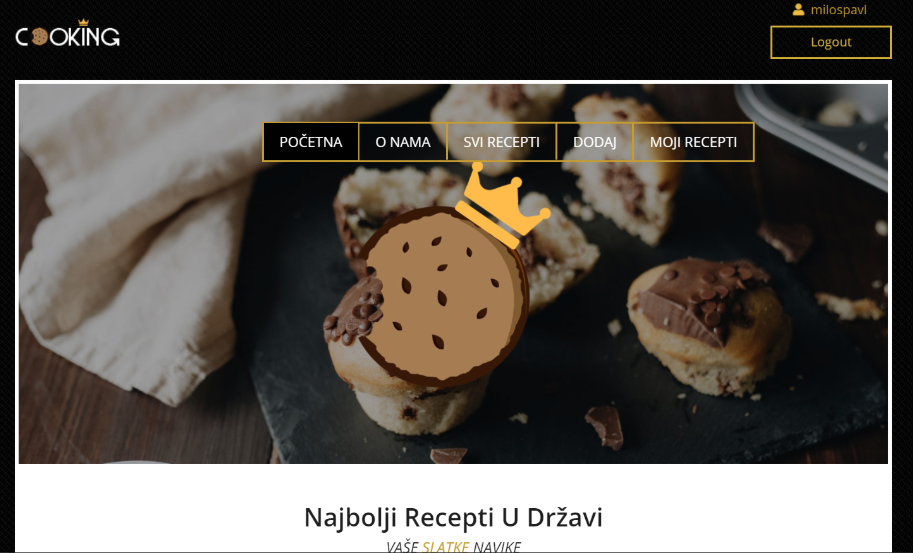 milospavl
COOKING
Logout
POČETNA O NAMA SVI RECEPTI DODAJ MOJI RECEPTI
Najbolji Recepti U Državi
VAŠE SLATKE NAVIKE